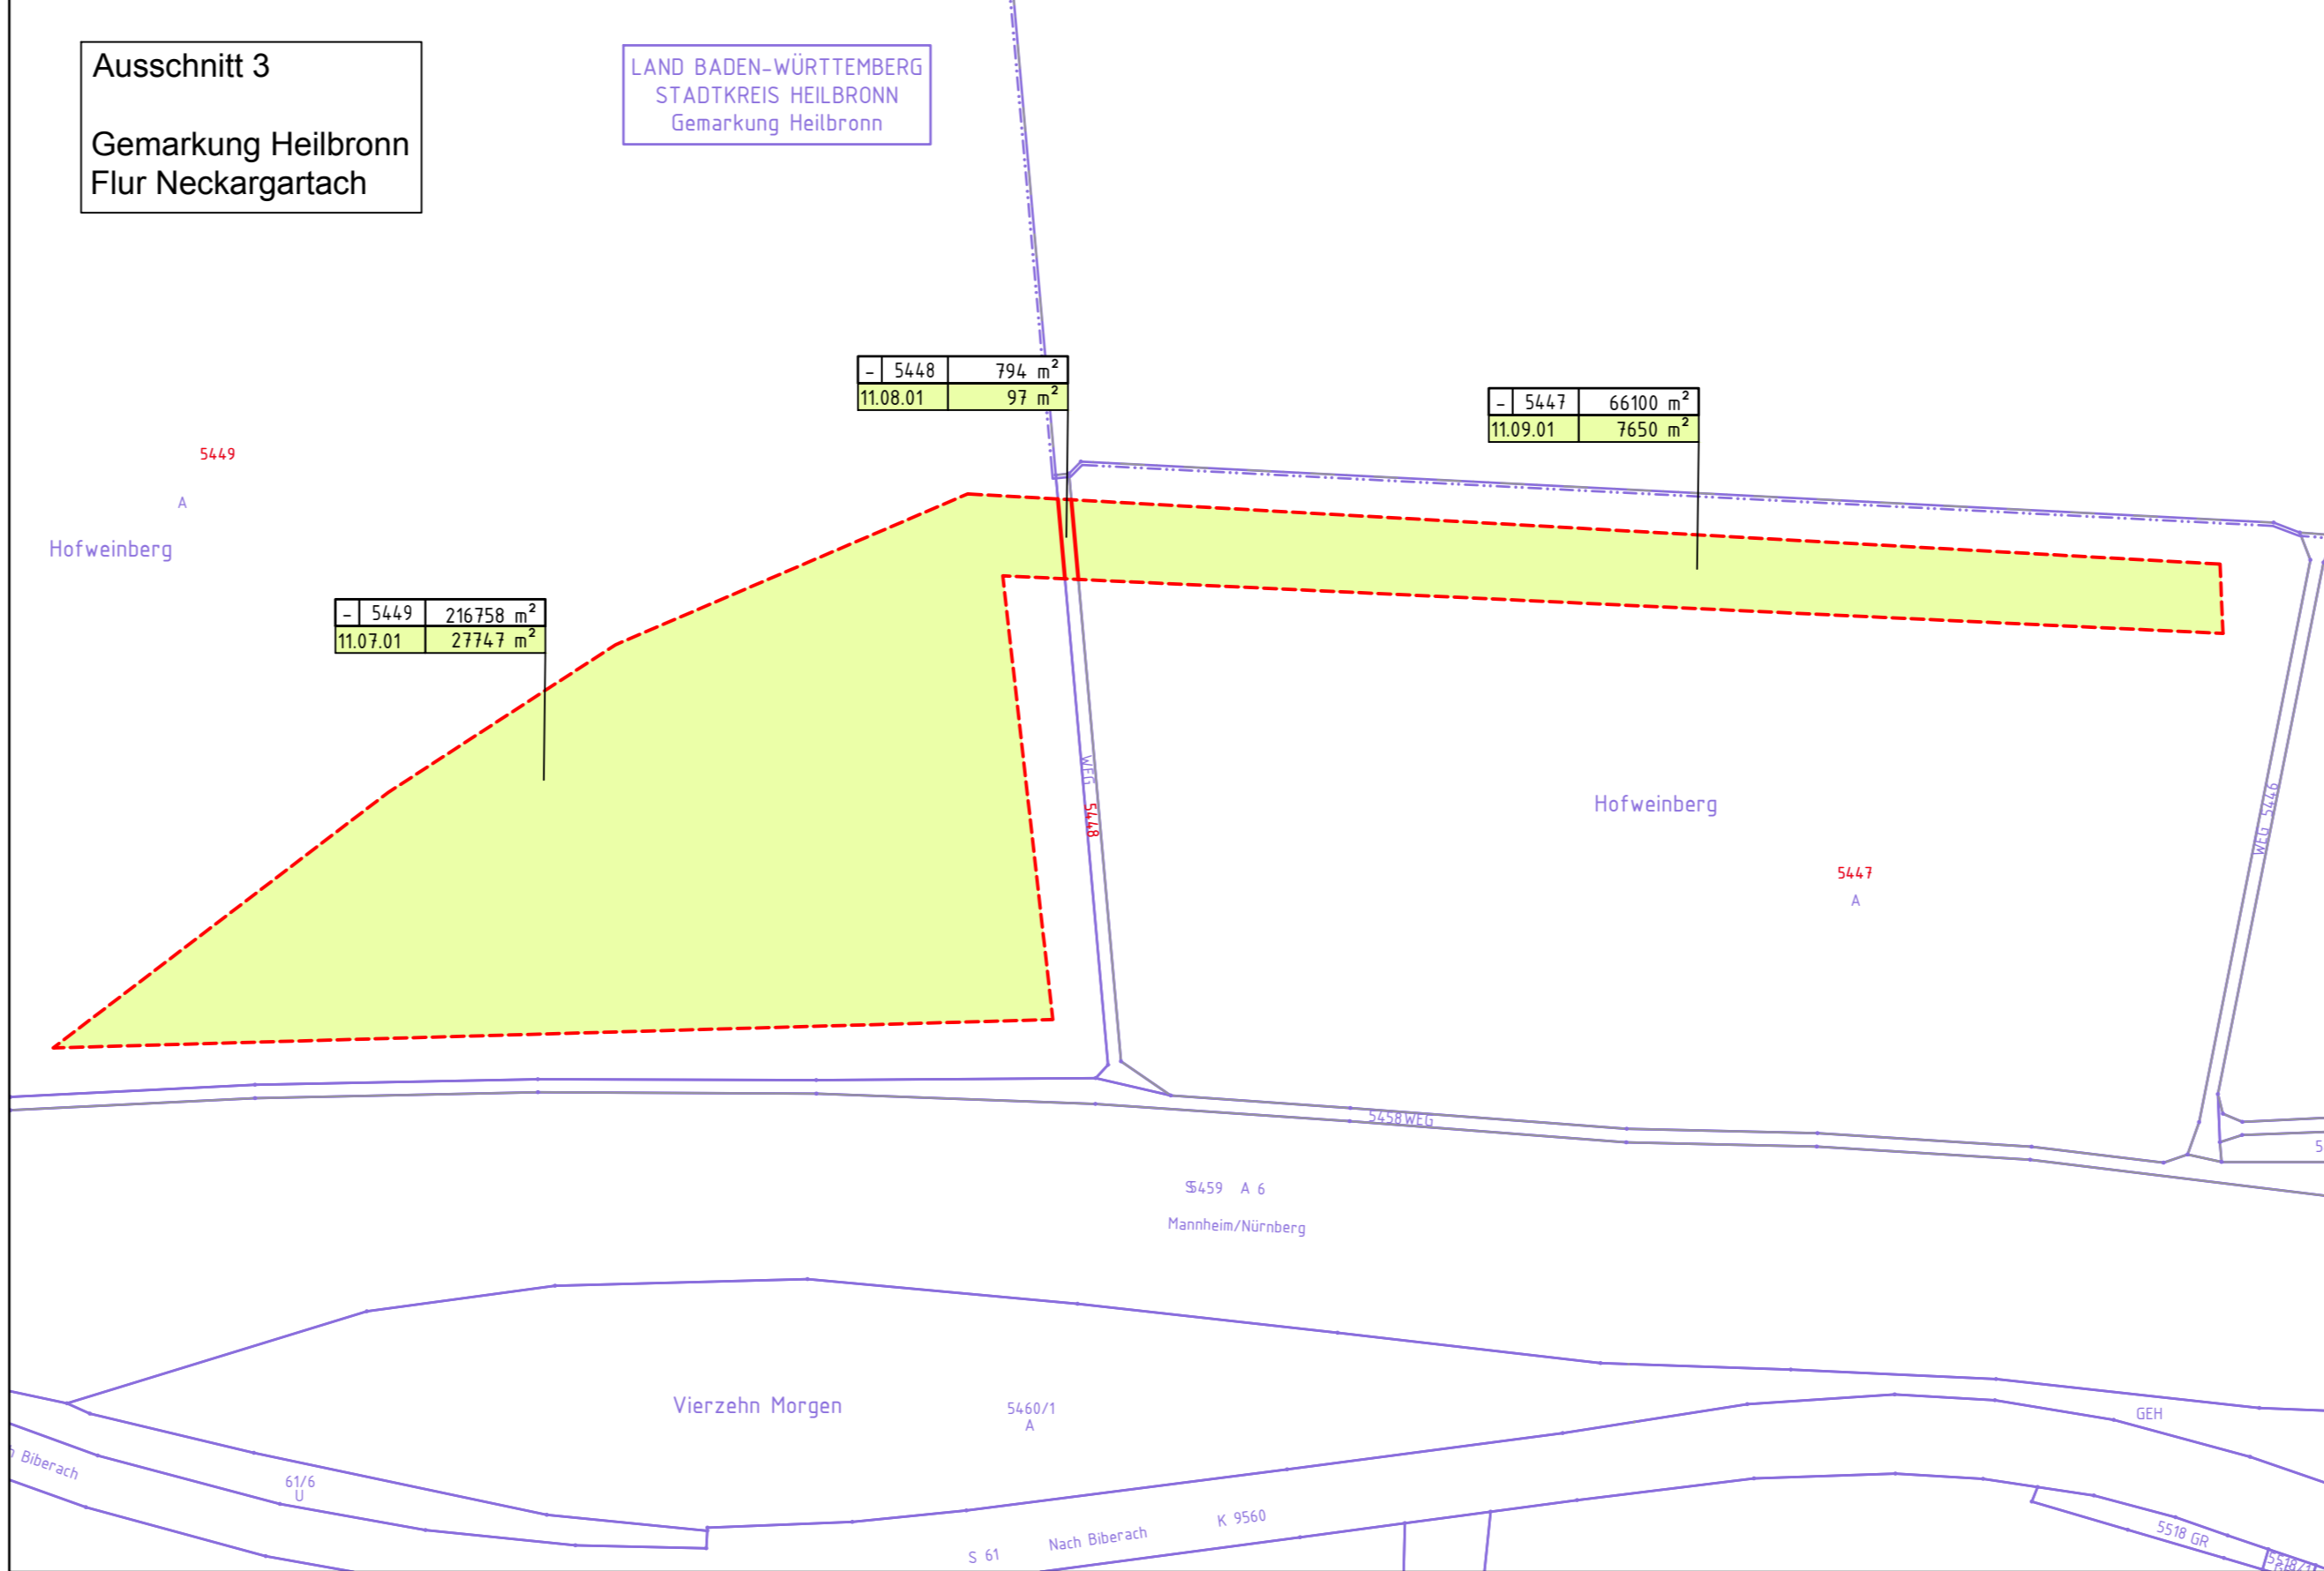 Ausschnitt 3
Gemarkung Heilbronn
Flur Neckargartach
LAND BADEN-WÜRTTEMBERG
STADTKREIS HEILBRONN
Gemarkung Heilbronn
- 5448 794 m²
11.08.01 97 m²
- 5447 66100 m²
11.09.01 7650 m²
5449
A
Hofweinberg
- 5449 216758 m²
11.07.01 27747 m²
WEG 5448
Hofweinberg
5447
A
WEG 5446
5458 WEG
5459 A 6
Mannheim/Nürnberg
Vierzehn Morgen
5460/1
A
GEH
Biberach
61/6
U
K 9560
Nach Biberach
S 61
5518 GR